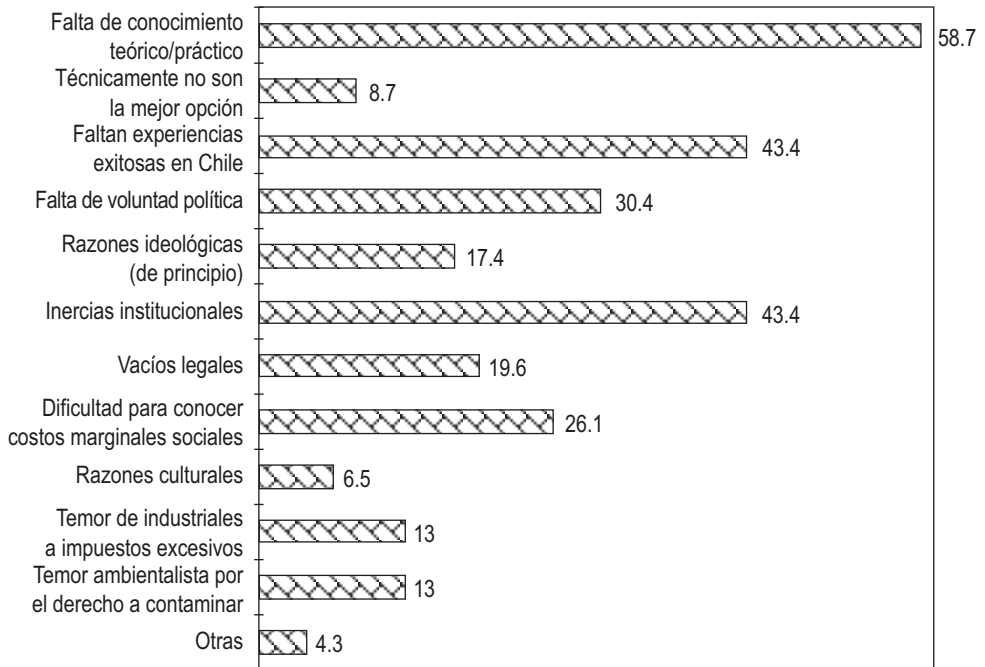 Falta de conocimiento
teórico/práctico
58.7
Técnicamente no son
la mejor opción
8.7
Faltan experiencias
exitosas en Chile
43.4
Falta de voluntad política
30.4
Razones ideológicas
(de principio)
17.4
Inercias institucionales
43.4
Vacíos legales
19.6
Dificultad para conocer
costos marginales sociales
26.1
Razones culturales
6.5
Temor de industriales
a impuestos excesivos
13
Temor ambientalista por
el derecho a contaminar
13
Otras
4.3